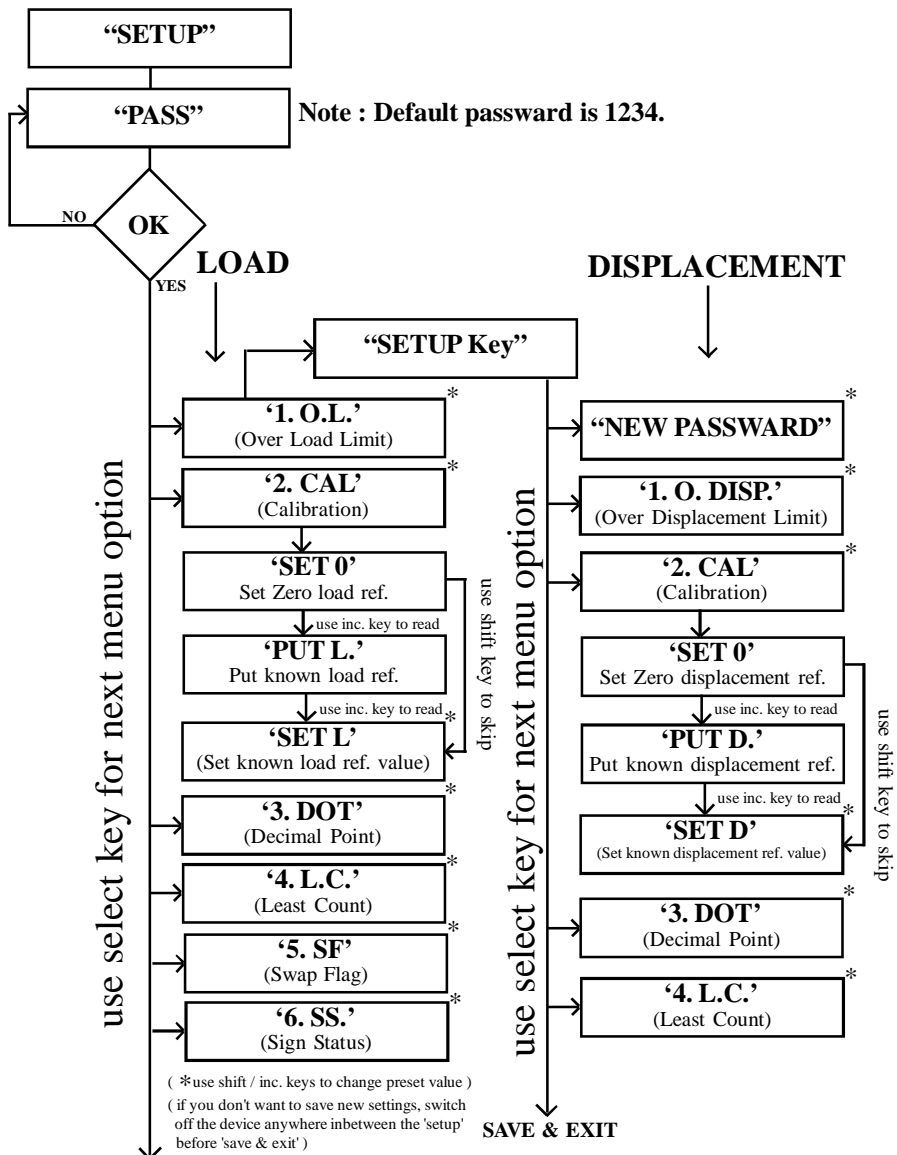 “SETUP”
“PASS”
Note : Default passward is 1234.
NO
OK
YES
LOAD
DISPLACEMENT
“SETUP Key”
use select key for next menu option
‘1. O.L.’
*
(Over Load Limit)
‘2. CAL’
*
(Calibration)
‘SET 0’
Set Zero load ref.
use inc. key to read
‘PUT L.’
Put known load ref.
use inc. key to read
‘SET L’
*
(Set known load ref. value)
use shift key to skip
‘3. DOT’
*
(Decimal Point)
‘4. L.C.’
*
(Least Count)
‘5. SF’
*
(Swap Flag)
‘6. SS.’
*
(Sign Status)
( *use shift / inc. keys to change preset value )
( if you don't want to save new settings, switch
off the device anywhere inbetween the 'setup'
before 'save & exit' )
use select key for next menu option
“NEW PASSWARD”
*
‘1. O. DISP.’
*
(Over Displacement Limit)
‘2. CAL’
*
(Calibration)
‘SET 0’
Set Zero displacement ref.
use inc. key to read
‘PUT D.’
Put known displacement ref.
use inc. key to read
‘SET D’
*
(Set known displacement ref. value)
use shift key to skip
‘3. DOT’
*
(Decimal Point)
‘4. L.C.’
*
(Least Count)
SAVE & EXIT